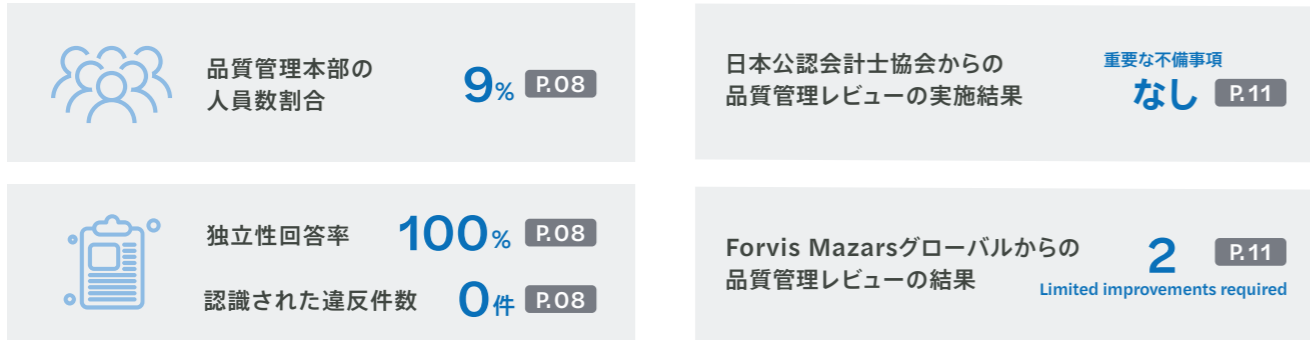 品質管理本部の
人員数割合
9% P.08
独立性回答率 100% P.08
認識された違反件数 0件 P.08
日本公認会計士協会からの
品質管理レビューの実施結果
重要な不備事項
なし P.11
Forvis Mazarsグローバルからの
品質管理レビューの結果
2 P.11
Limited improvements required